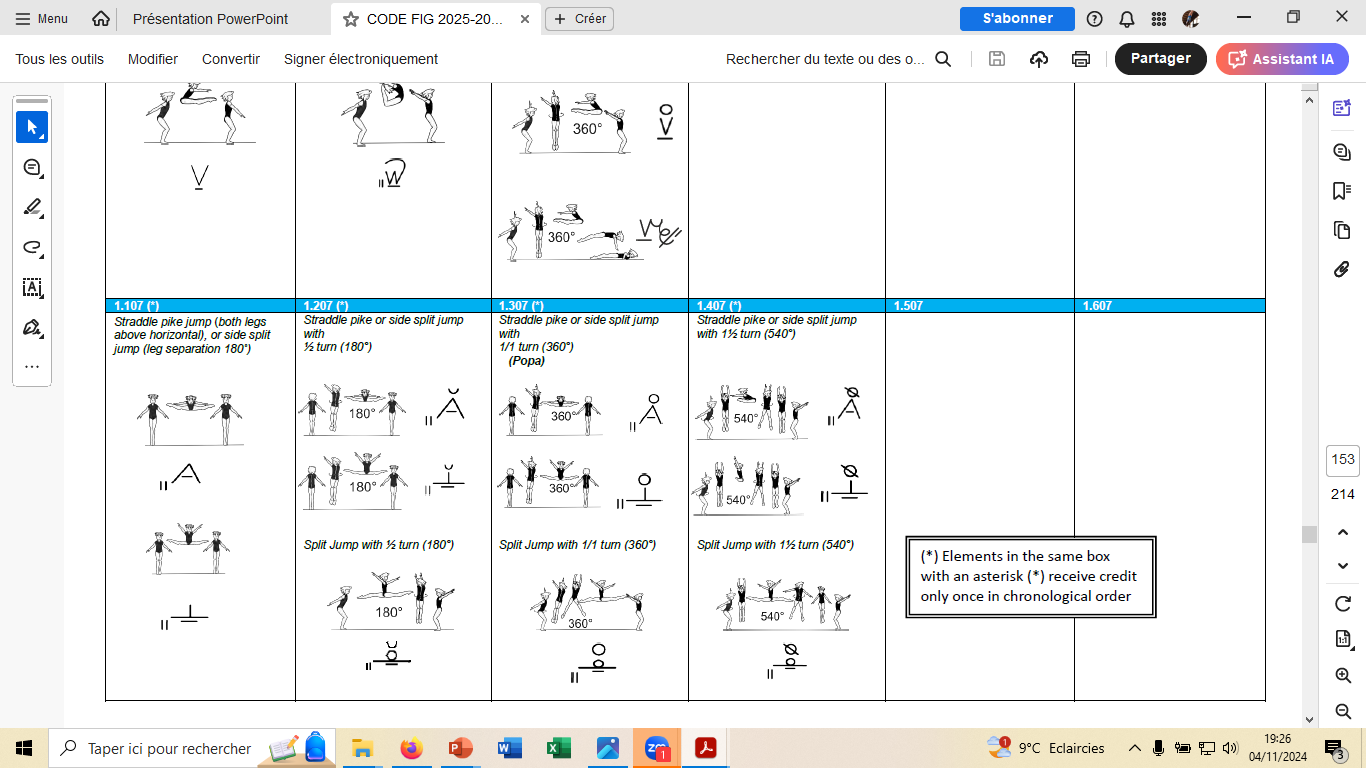 Menu
Présentation PowerPoint
CODE FIG 2025-20...
Créer
S'abonner
Tous les outils
Modifier
Convertir
Signer électroniquement
Rechercher du texte ou des o...
Partager
Assistant IA
360°
360°
1.107 (*)
1.207 (*)
1.307 (*)
1.407 (*)
1.507
1.607
Straddle pike jump (both legs
above horizontal), or side split
jump (leg separation 180°)
Straddle pike or side split jump
with
½ turn (180°)
Straddle pike or side split jump
with
1/1 turn (360°)
(Popa)
Straddle pike or side split jump
with 1½ turn (540°)
180°
360°
540°
180°
360°
540°
Split Jump with ½ turn (180°)
Split Jump with 1/1 turn (360°)
Split Jump with 1½ turn (540°)
180°
360°
540°
(*) Elements in the same box
with an asterisk (*) receive credit
only once in chronological order
153
214
1:1
Taper ici pour rechercher
zm
1
1
9°C Eclaircies
19:26
04/11/2024
3